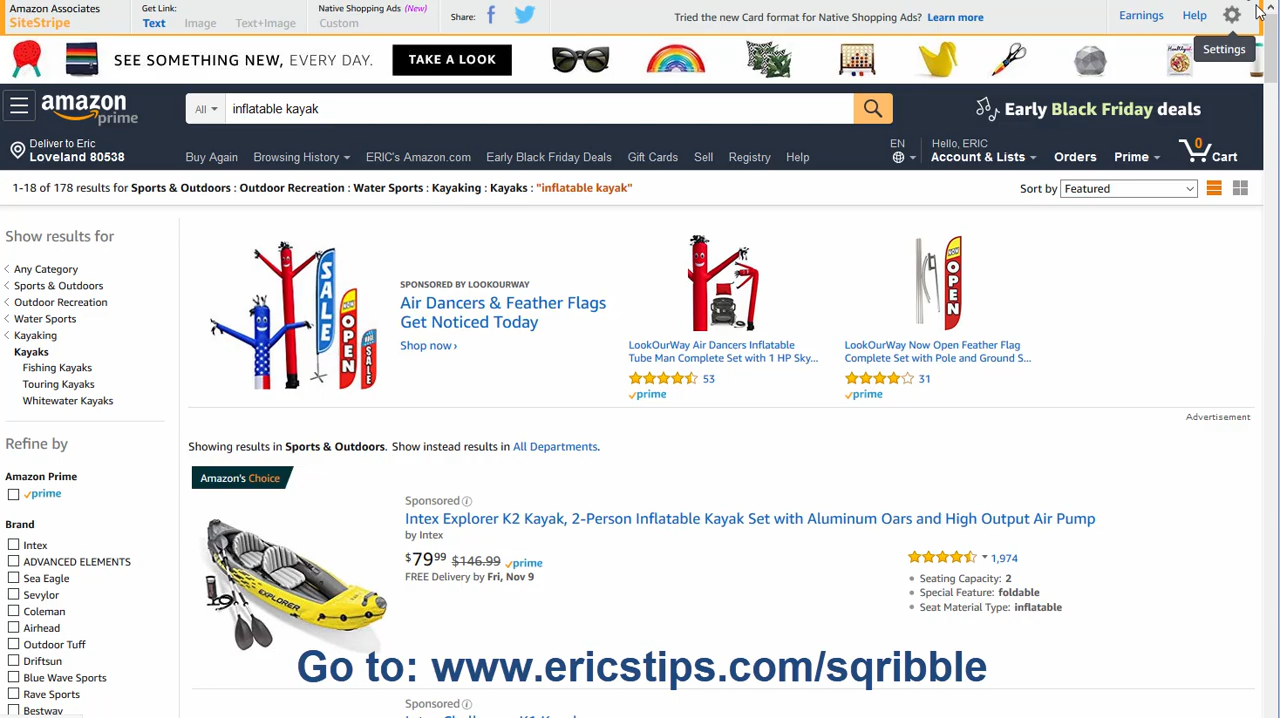 Amazon Associates
SiteStripe
Get Link:
Text Image Text+Image
Native Shopping Ads (New)
Custom
Share:
Tried the new Card format for Native Shopping Ads? Learn more
Earnings Help
Settings
SEE SOMETHING NEW, EVERY DAY. TAKE A LOOK
amazon prime
All inflatable kayak
Early Black Friday deals
Deliver to Eric
Loveland 80538
Buy Again Browsing History ERIC's Amazon.com Early Black Friday Deals Gift Cards Sell Registry Help
EN
Hello, ERIC
Account & Lists Orders Prime 0 Cart
1-18 of 178 results for Sports & Outdoors : Outdoor Recreation : Water Sports : Kayaking : Kayaks : "inflatable kayak"
Sort by Featured
Show results for
Any Category
Sports & Outdoors
Outdoor Recreation
Water Sports
Kayaking
Kayaks
Fishing Kayaks
Touring Kayaks
Whitewater Kayaks
Refine by
Amazon Prime
prime
Brand
Intex
ADVANCED ELEMENTS
Sea Eagle
Sevylor
Coleman
Airhead
Outdoor Tuff
Driftsun
Blue Wave Sports
Rave Sports
Bestway
SALE
NOW OPEN
SALE
SPONSORED BY LOOKOURWAY
Air Dancers & Feather Flags
Get Noticed Today
Shop now ›
LookOurWay Air Dancers Inflatable
Tube Man Complete Set with 1 HP Sky...
53
prime
NOW OPEN
LookOurWay Now Open Feather Flag
Complete Set with Pole and Ground S...
31
prime
Advertisement
Showing results in Sports & Outdoors. Show instead results in All Departments.
Amazon's Choice
EXPLORER
Sponsored
Intex Explorer K2 Kayak, 2-Person Inflatable Kayak Set with Aluminum Oars and High Output Air Pump
by Intex
$79 99 $146.99 prime
FREE Delivery by Fri, Nov 9
1,974
Seating Capacity: 2
Special Feature: foldable
Seat Material Type: inflatable
Go to: www.ericstips.com/sqribble
Sponsored